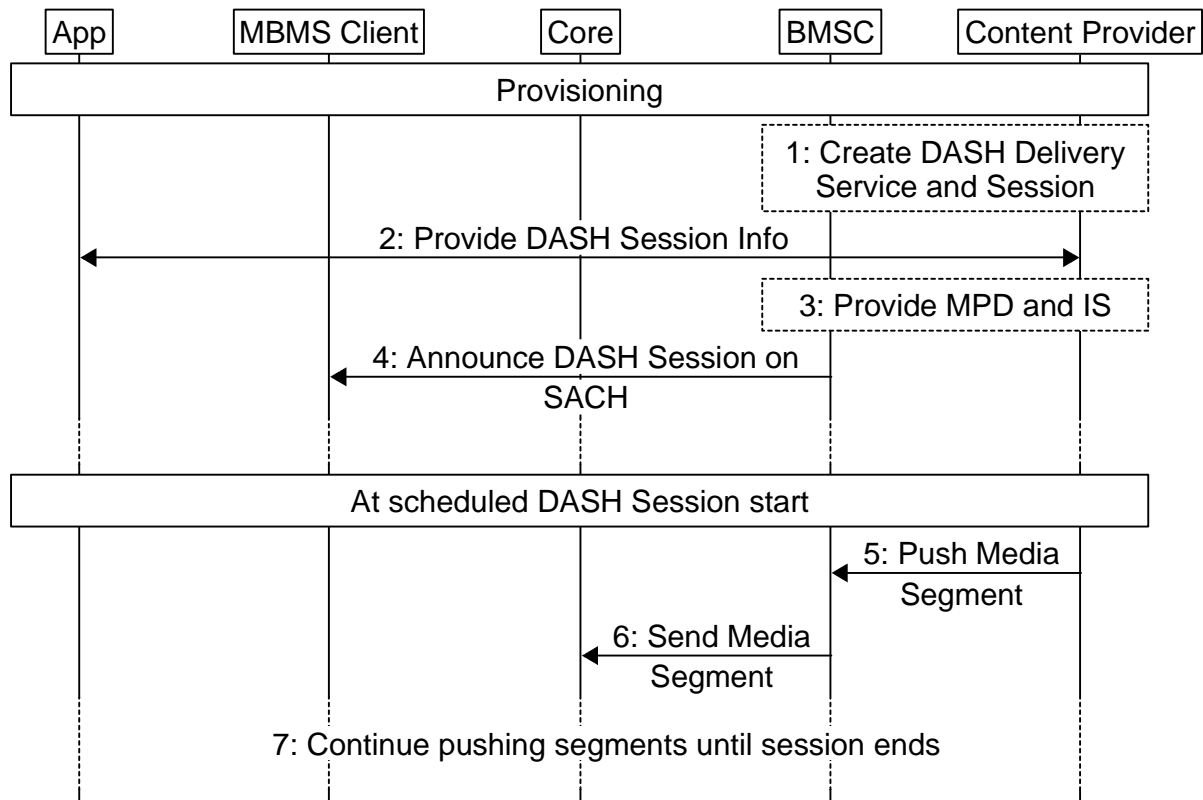 App
MBMS Client
Core
BMSC
Content Provider
Provisioning
1: Create DASH Delivery
Service and Session
2: Provide DASH Session Info
3: Provide MPD and IS
4: Announce DASH Session on
SACH
At scheduled DASH Session start
5: Push Media
Segment
6: Send Media
Segment
7: Continue pushing segments until session ends